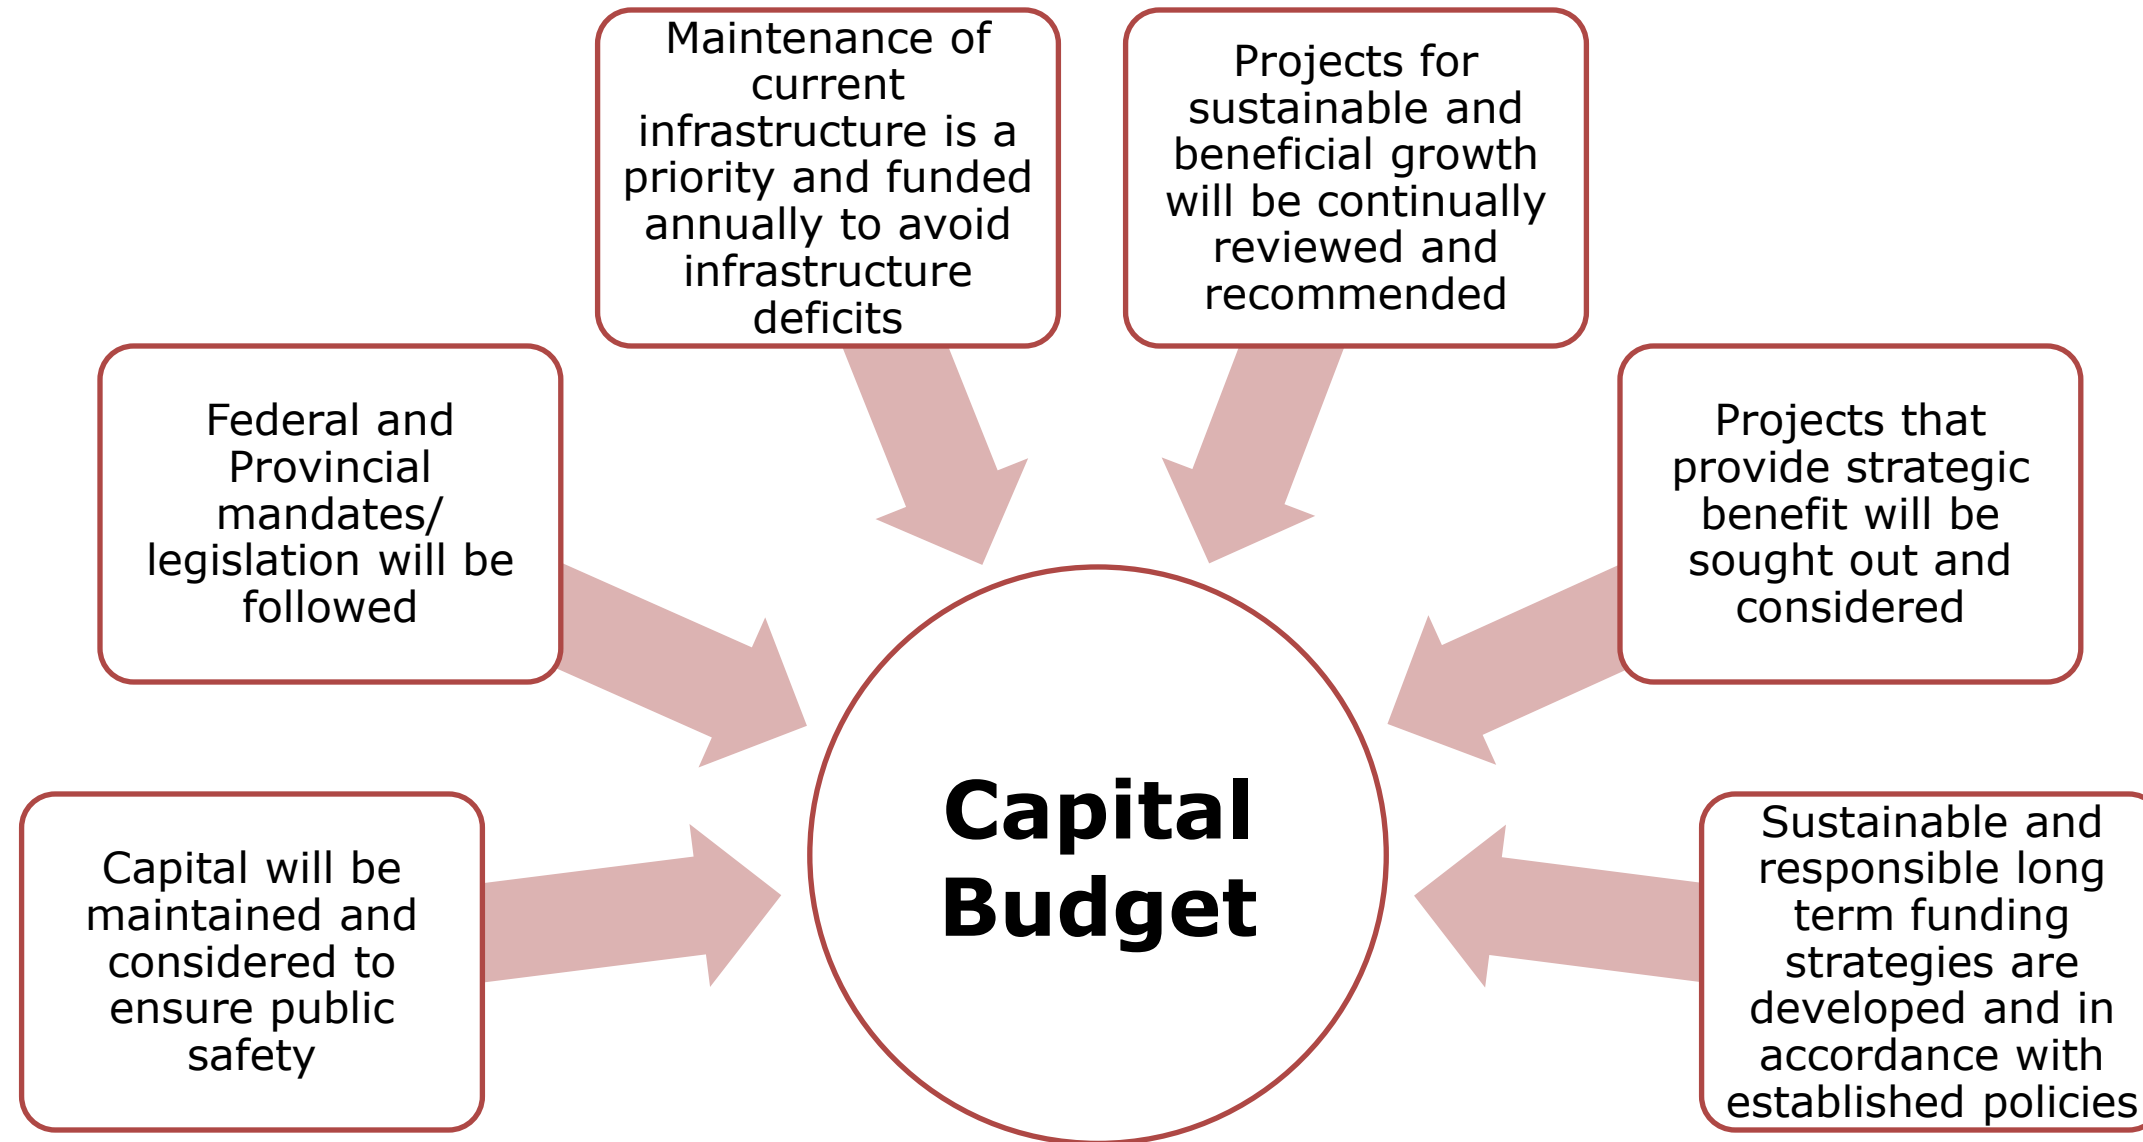 Maintenance of
current
infrastructure is a
priority and funded
annually to avoid
infrastructure
deficits
Projects for
sustainable and
beneficial growth
will be continually
reviewed and
recommended
Federal and
Provincial
mandates/
legislation will be
followed
Projects that
provide strategic
benefit will be
sought out and
considered
Capital will be
maintained and
considered to
ensure public
safety
Capital
Budget
Sustainable and
responsible long
term funding
strategies are
developed and in
accordance with
established policies